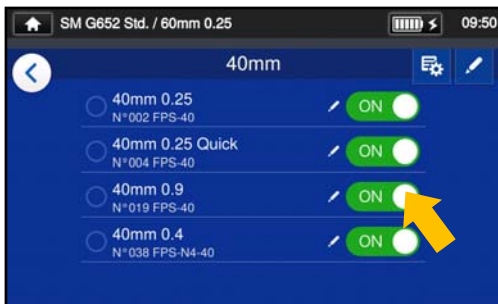 SM G652 Std. / 60mm 0.25 09:50
40mm
40mm 0.25
N°002 FPS-40 ON
40mm 0.25 Quick
N°004 FPS-40 ON
40mm 0.9
N°019 FPS-40 ON
40mm 0.4
N°038 FPS-N4-40 ON